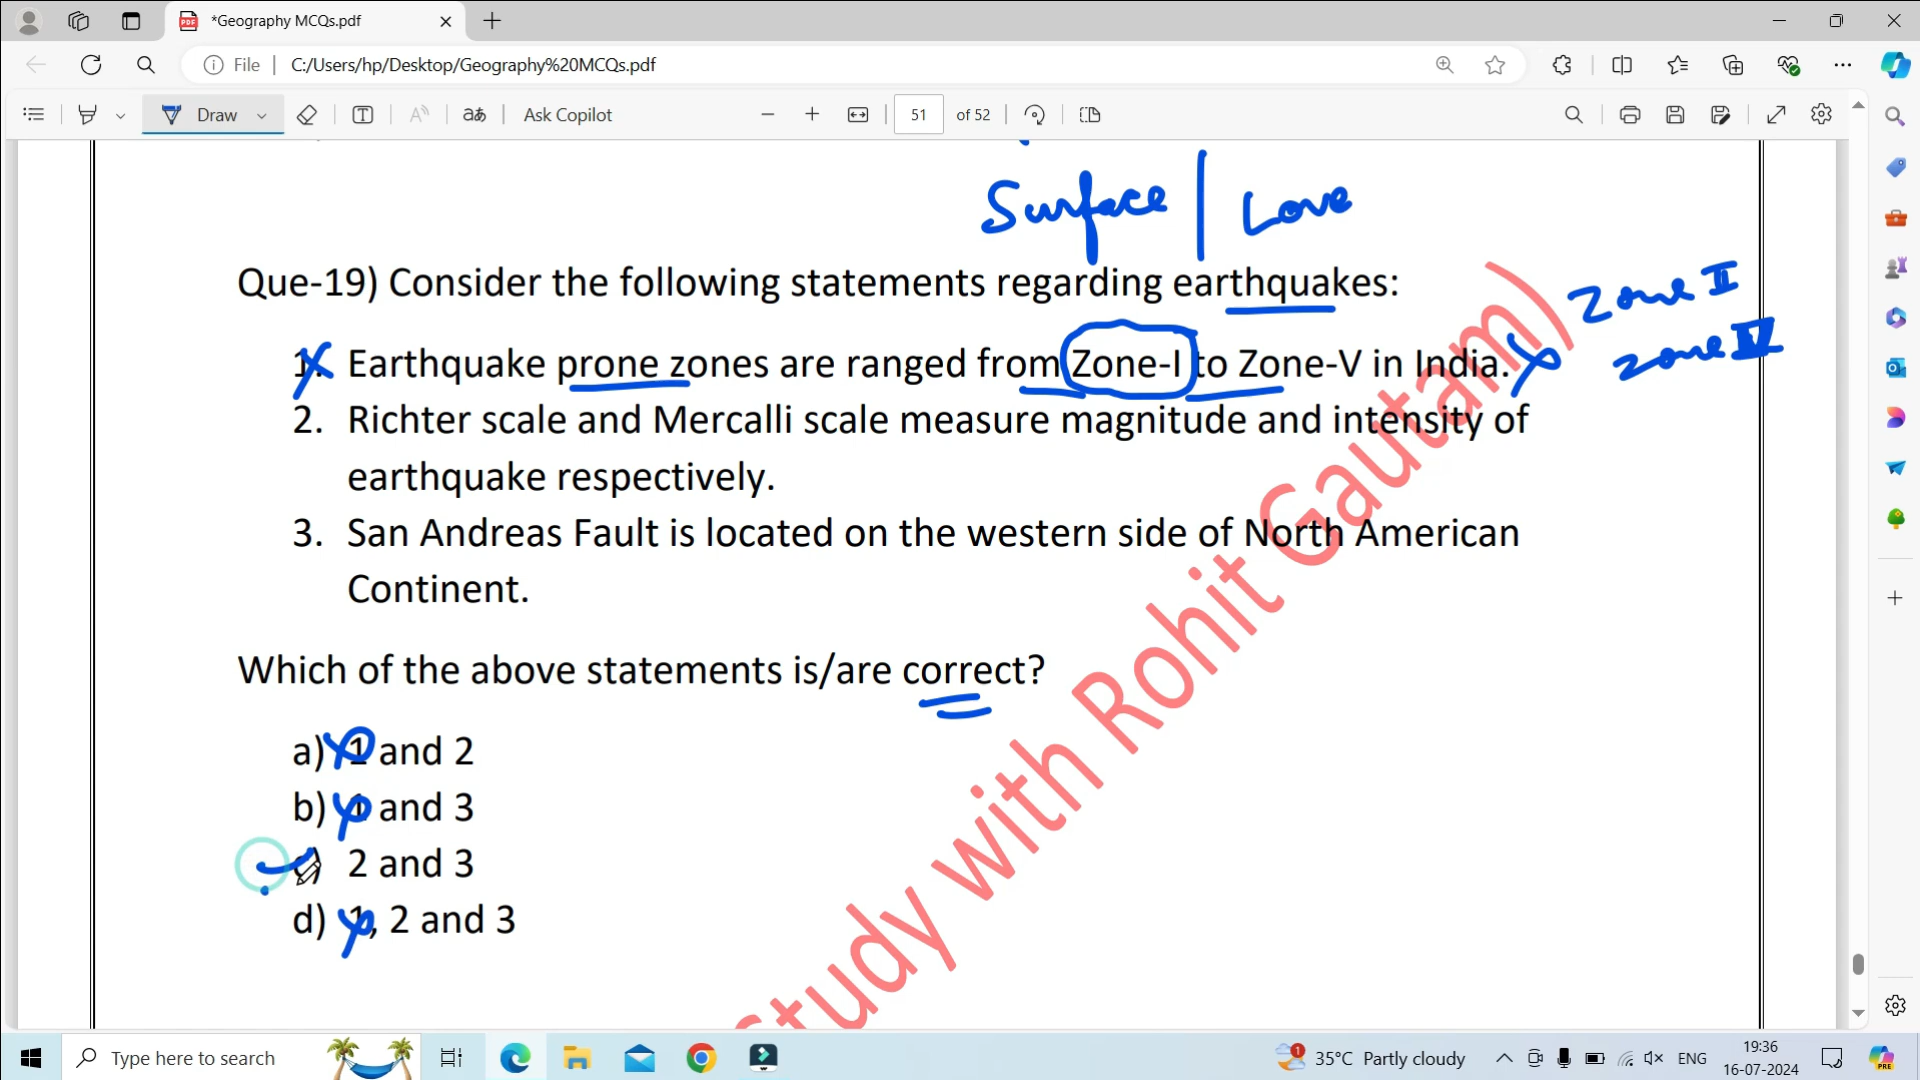 *Geography MCQs.pdf
File
C:/Users/hp/Desktop/Geography%20MCQs.pdf
Draw
Ask Copilot
51 of 52
Surface | Love
Que-19) Consider the following statements regarding earthquakes:
Zone II
1. Earthquake prone zones are ranged from Zone-I to Zone-V in India.
2. Richter scale and Mercalli scale measure magnitude and intensity of
earthquake respectively.
3. San Andreas Fault is located on the western side of North American
Continent.
Which of the above statements is/are correct?
a) 1 and 2
b) 1 and 3
c) 2 and 3
d) 1, 2 and 3
Study with Rohit Gautam)
Type here to search
1
35°C Partly cloudy
ENG
19:36
16-07-2024
PRE